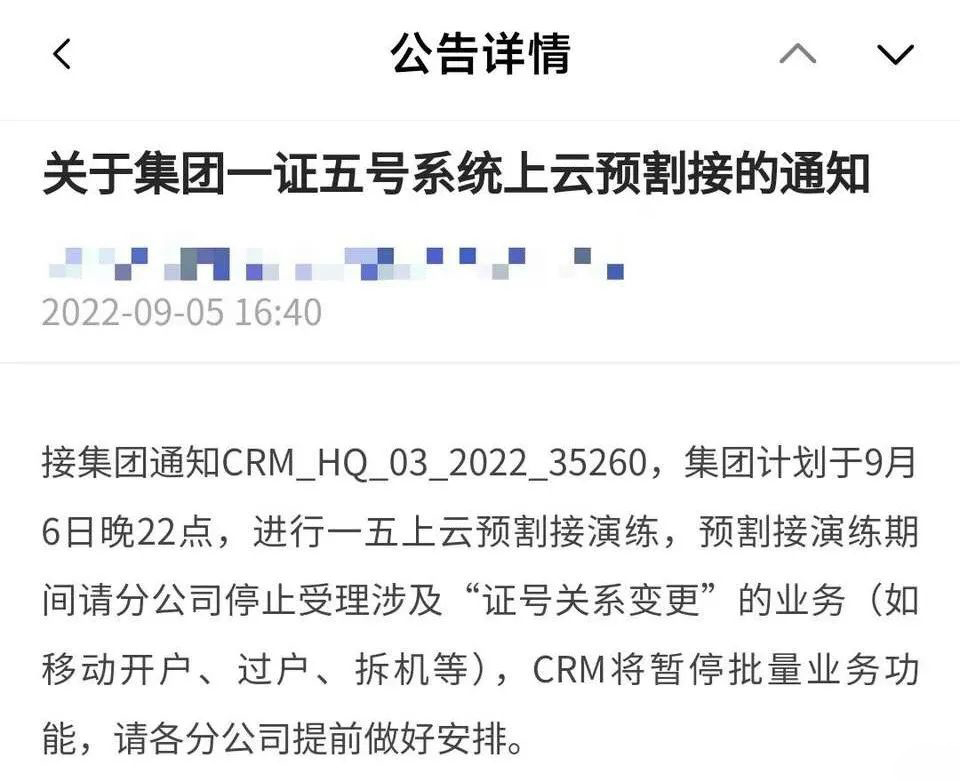 公告详情
关于集团一证五号系统上云预割接的通知
2022-09-05 16:40
接集团通知CRM_HQ_03_2022_35260，集团计划于9月
6日晚22点，进行一五上云预割接演练，预割接演练期
间请分公司停止受理涉及“证号关系变更”的业务（如
移动开户、过户、拆机等），CRM将暂停批量业务功
能，请各分公司提前做好安排。